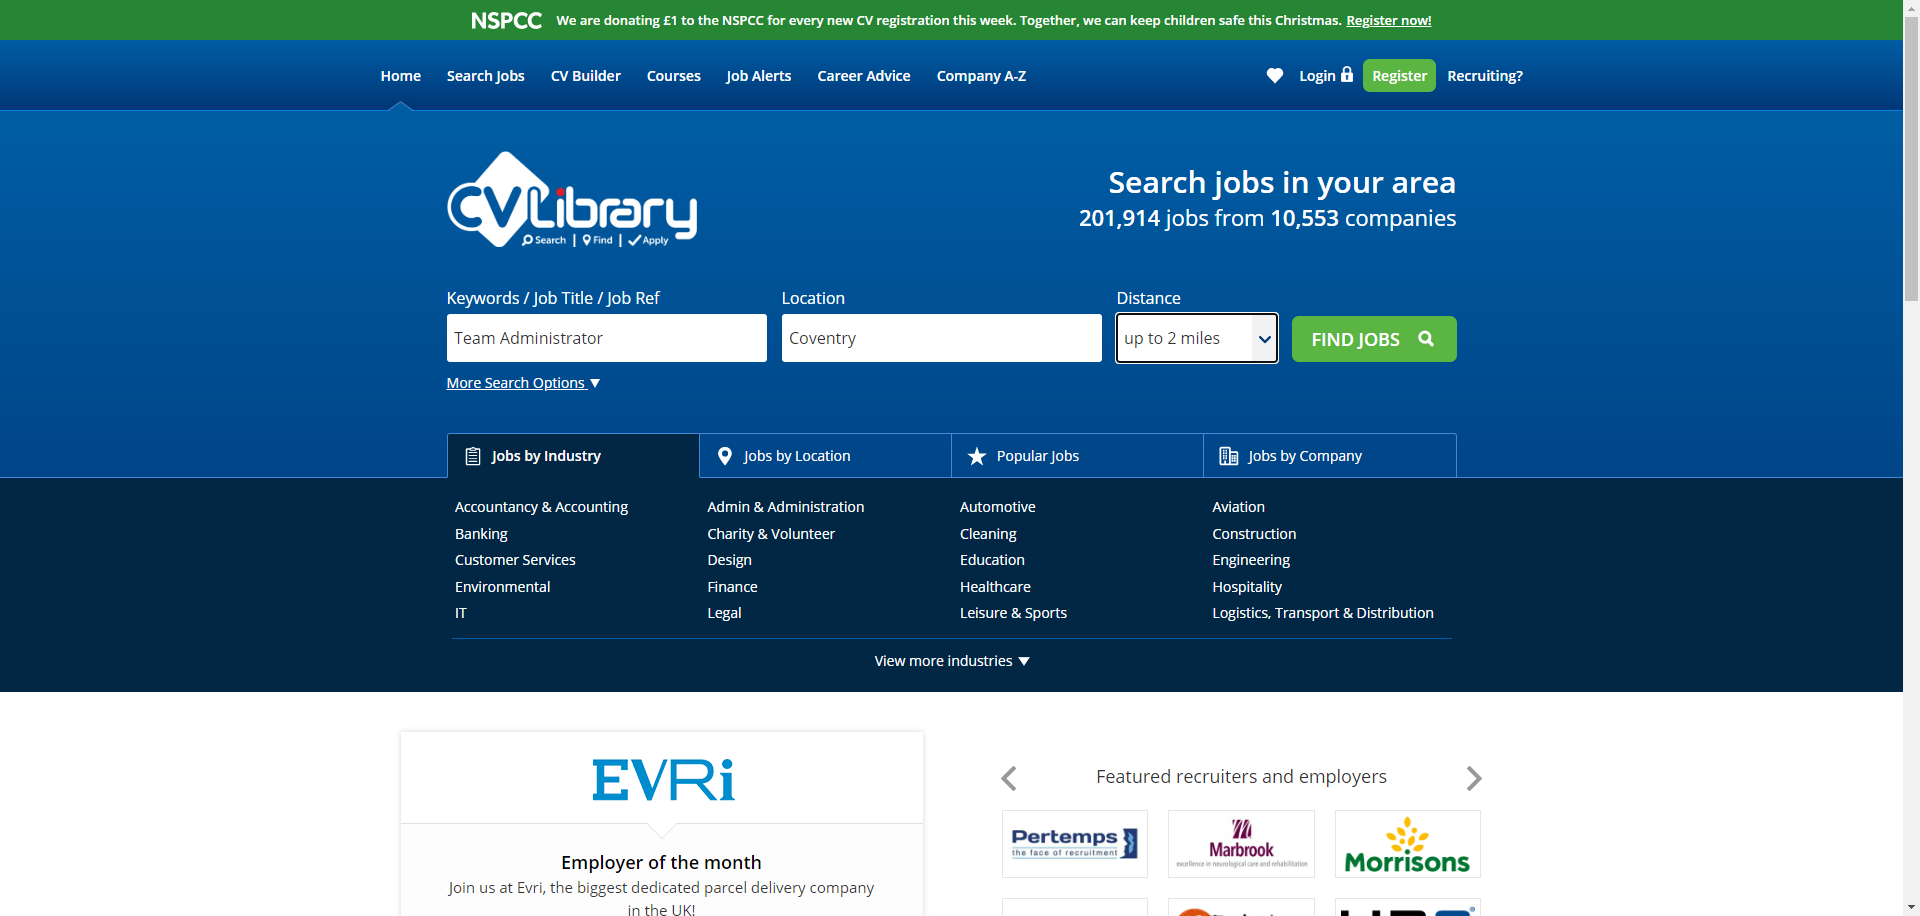 NSPCC We are donating £1 to the NSPCC for every new CV registration this week. Together, we can keep children safe this Christmas. Register now!
Home Search Jobs CV Builder Courses Job Alerts Career Advice Company A-Z Login Register Recruiting?
CVLibrary
Search | Find | Apply
Search jobs in your area
201,914 jobs from 10,553 companies
Keywords / Job Title / Job Ref Location Distance
Team Administrator Coventry up to 2 miles FIND JOBS
More Search Options
Jobs by Industry Jobs by Location Popular Jobs Jobs by Company
Accountancy & Accounting Admin & Administration Automotive Aviation
Banking Charity & Volunteer Cleaning Construction
Customer Services Design Education Engineering
Environmental Finance Healthcare Hospitality
IT Legal Leisure & Sports Logistics, Transport & Distribution
View more industries
EVRi
Employer of the month
Join us at Evri, the biggest dedicated parcel delivery company
in the UK!
Featured recruiters and employers
Pertemps
the face of recruitment
Marbrook
excellence in neurological care and rehabilitation
Morrisons